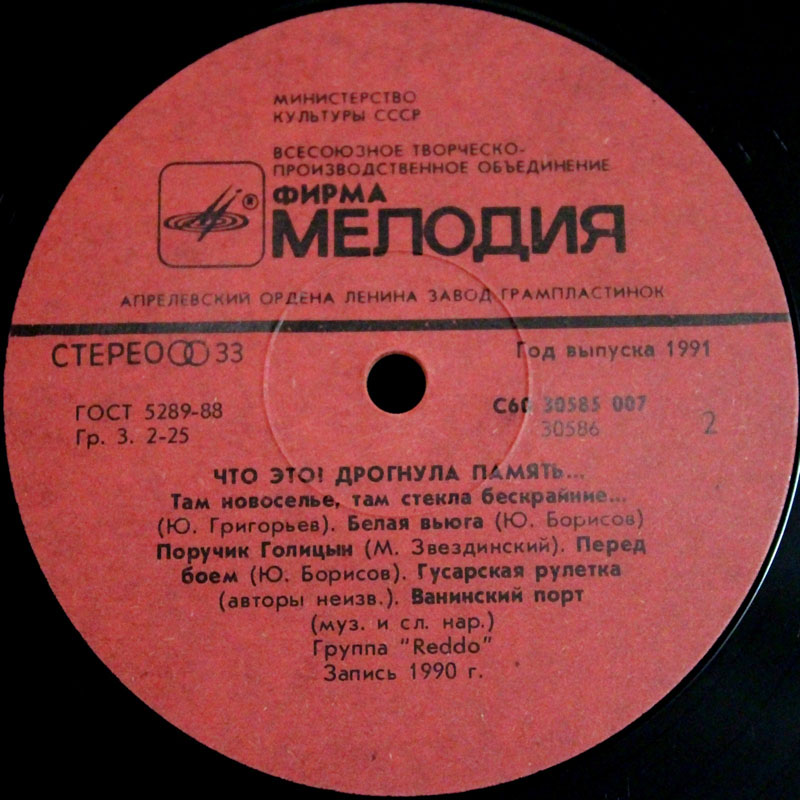 МИНИСТЕРСТВО
КУЛЬТУРЫ СССР
ВСЕСОЮЗНОЕ ТВОРЧЕСКО-
ПРОИЗВОДСТВЕННОЕ ОБЪЕДИНЕНИЕ
®
ФИРМА
МЕЛОДИЯ
АПРЕЛЕВСКИЙ ОРДЕНА ЛЕНИНА ЗАВОД ГРАМПЛАСТИНОК
СТЕРЕО 33
Год выпуска 1991
ГОСТ 5289-88
Гр. 3. 2-25
С60 30585 007
30586
2
ЧТО ЭТО! ДРОГНУЛА ПАМЯТЬ...
Там новоселье, там стекла бескрайние...
(Ю. Григорьев). Белая вьюга (Ю. Борисов)
Поручик Голицын (М. Звездинский). Перед
боем (Ю. Борисов). Гусарская рулетка
(авторы неизв.). Ванинский порт
(муз. и сл. нар.)
Группа "Reddo"
Запись 1990 г.